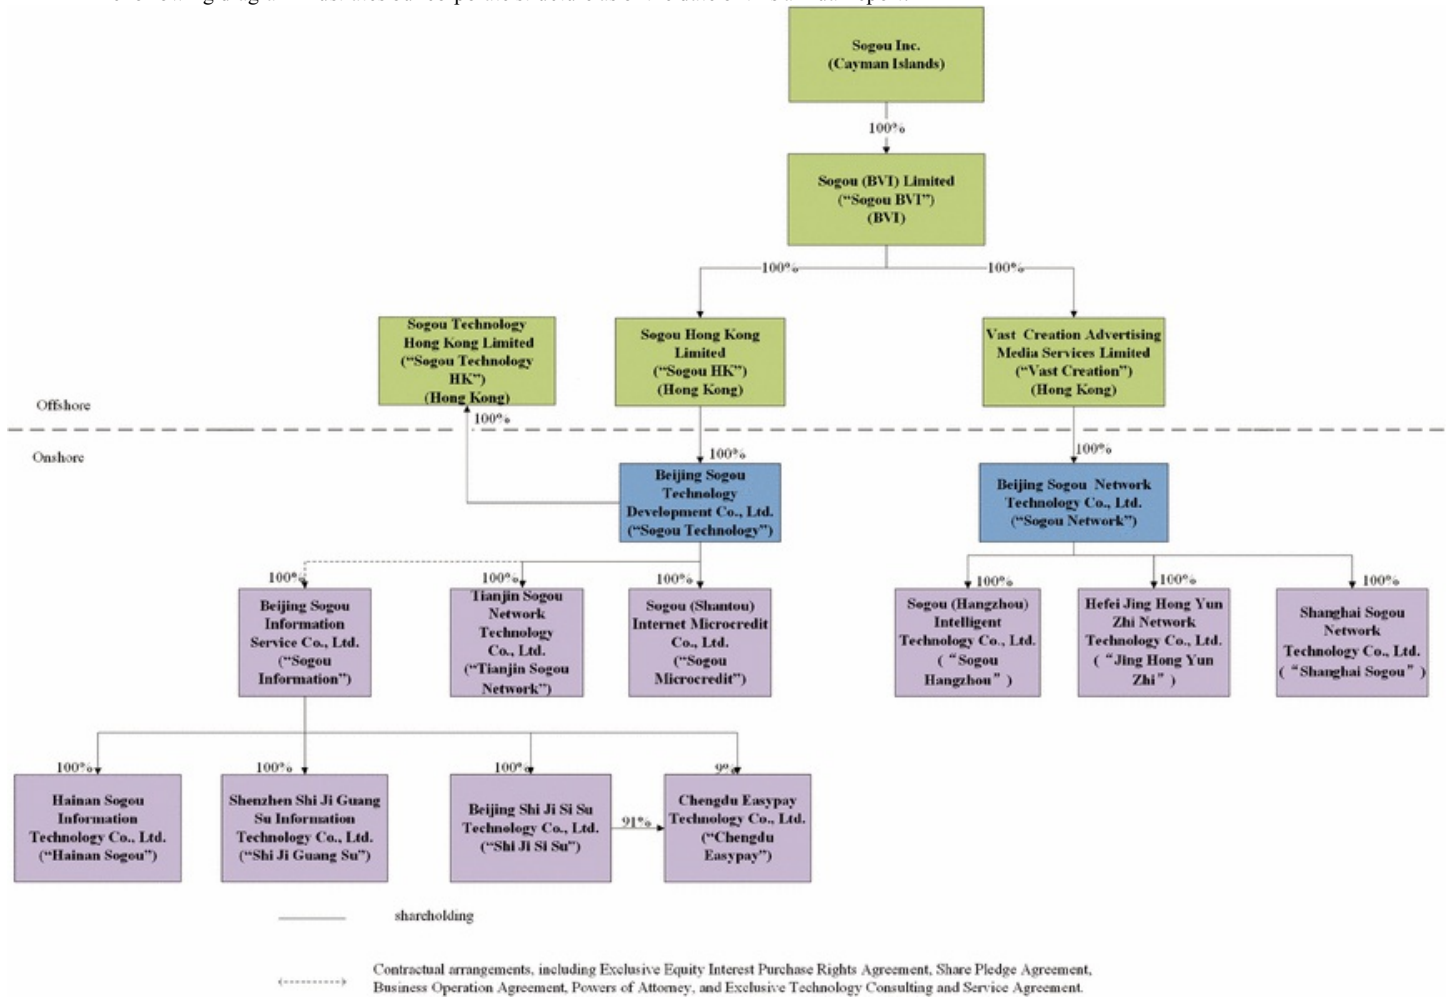 Sogou Inc.
(Cayman Islands)
100%
Sogou (BVI) Limited
(“Sogou BVI”)
(BVI)
100%
100%
Sogou Technology
Hong Kong Limited
(“Sogou Technology
HK”)
(Hong Kong)
Sogou Hong Kong
Limited
(“Sogou HK”)
(Hong Kong)
Vast Creation Advertising
Media Services Limited
(“Vast Creation”)
(Hong Kong)
Offshore
100%
Onshore
100%
100%
Beijing Sogou
Technology
Development Co., Ltd.
(“Sogou Technology”)
Beijing Sogou Network
Technology Co., Ltd.
(“Sogou Network”)
100%
100%
100%
100%
100%
100%
Beijing Sogou
Information
Service Co., Ltd.
(“Sogou
Information”)
Tianjin Sogou
Network
Technology
Co., Ltd.
(“Tianjin Sogou
Network”)
Sogou (Shantou)
Internet Microcredit
Co., Ltd.
(“Sogou
Microcredit”)
Sogou (Hangzhou)
Intelligent
Technology Co., Ltd.
(“Sogou
Hangzhou”)
Hefei Jing Hong Yun
Zhi Network
Technology Co., Ltd.
(“Jing Hong Yun
Zhi”)
Shanghai Sogou
Network
Technology Co., Ltd.
(“Shanghai Sogou”)
100%
100%
100%
9%
Hainan Sogou
Information
Technology Co., Ltd.
(“Hainan Sogou”)
Shenzhen Shi Ji Guang
Su Information
Technology Co., Ltd.
(“Shi Ji Guang Su”)
Beijing Shi Ji Si Su
Technology Co., Ltd.
(“Shi Ji Si Su”)
91%
Chengdu Easypay
Technology Co., Ltd.
(“Chengdu
Easypay”)
shareholding
Contractual arrangements, including Exclusive Equity Interest Purchase Rights Agreement, Share Pledge Agreement,
Business Operation Agreement, Powers of Attorney, and Exclusive Technology Consulting and Service Agreement.